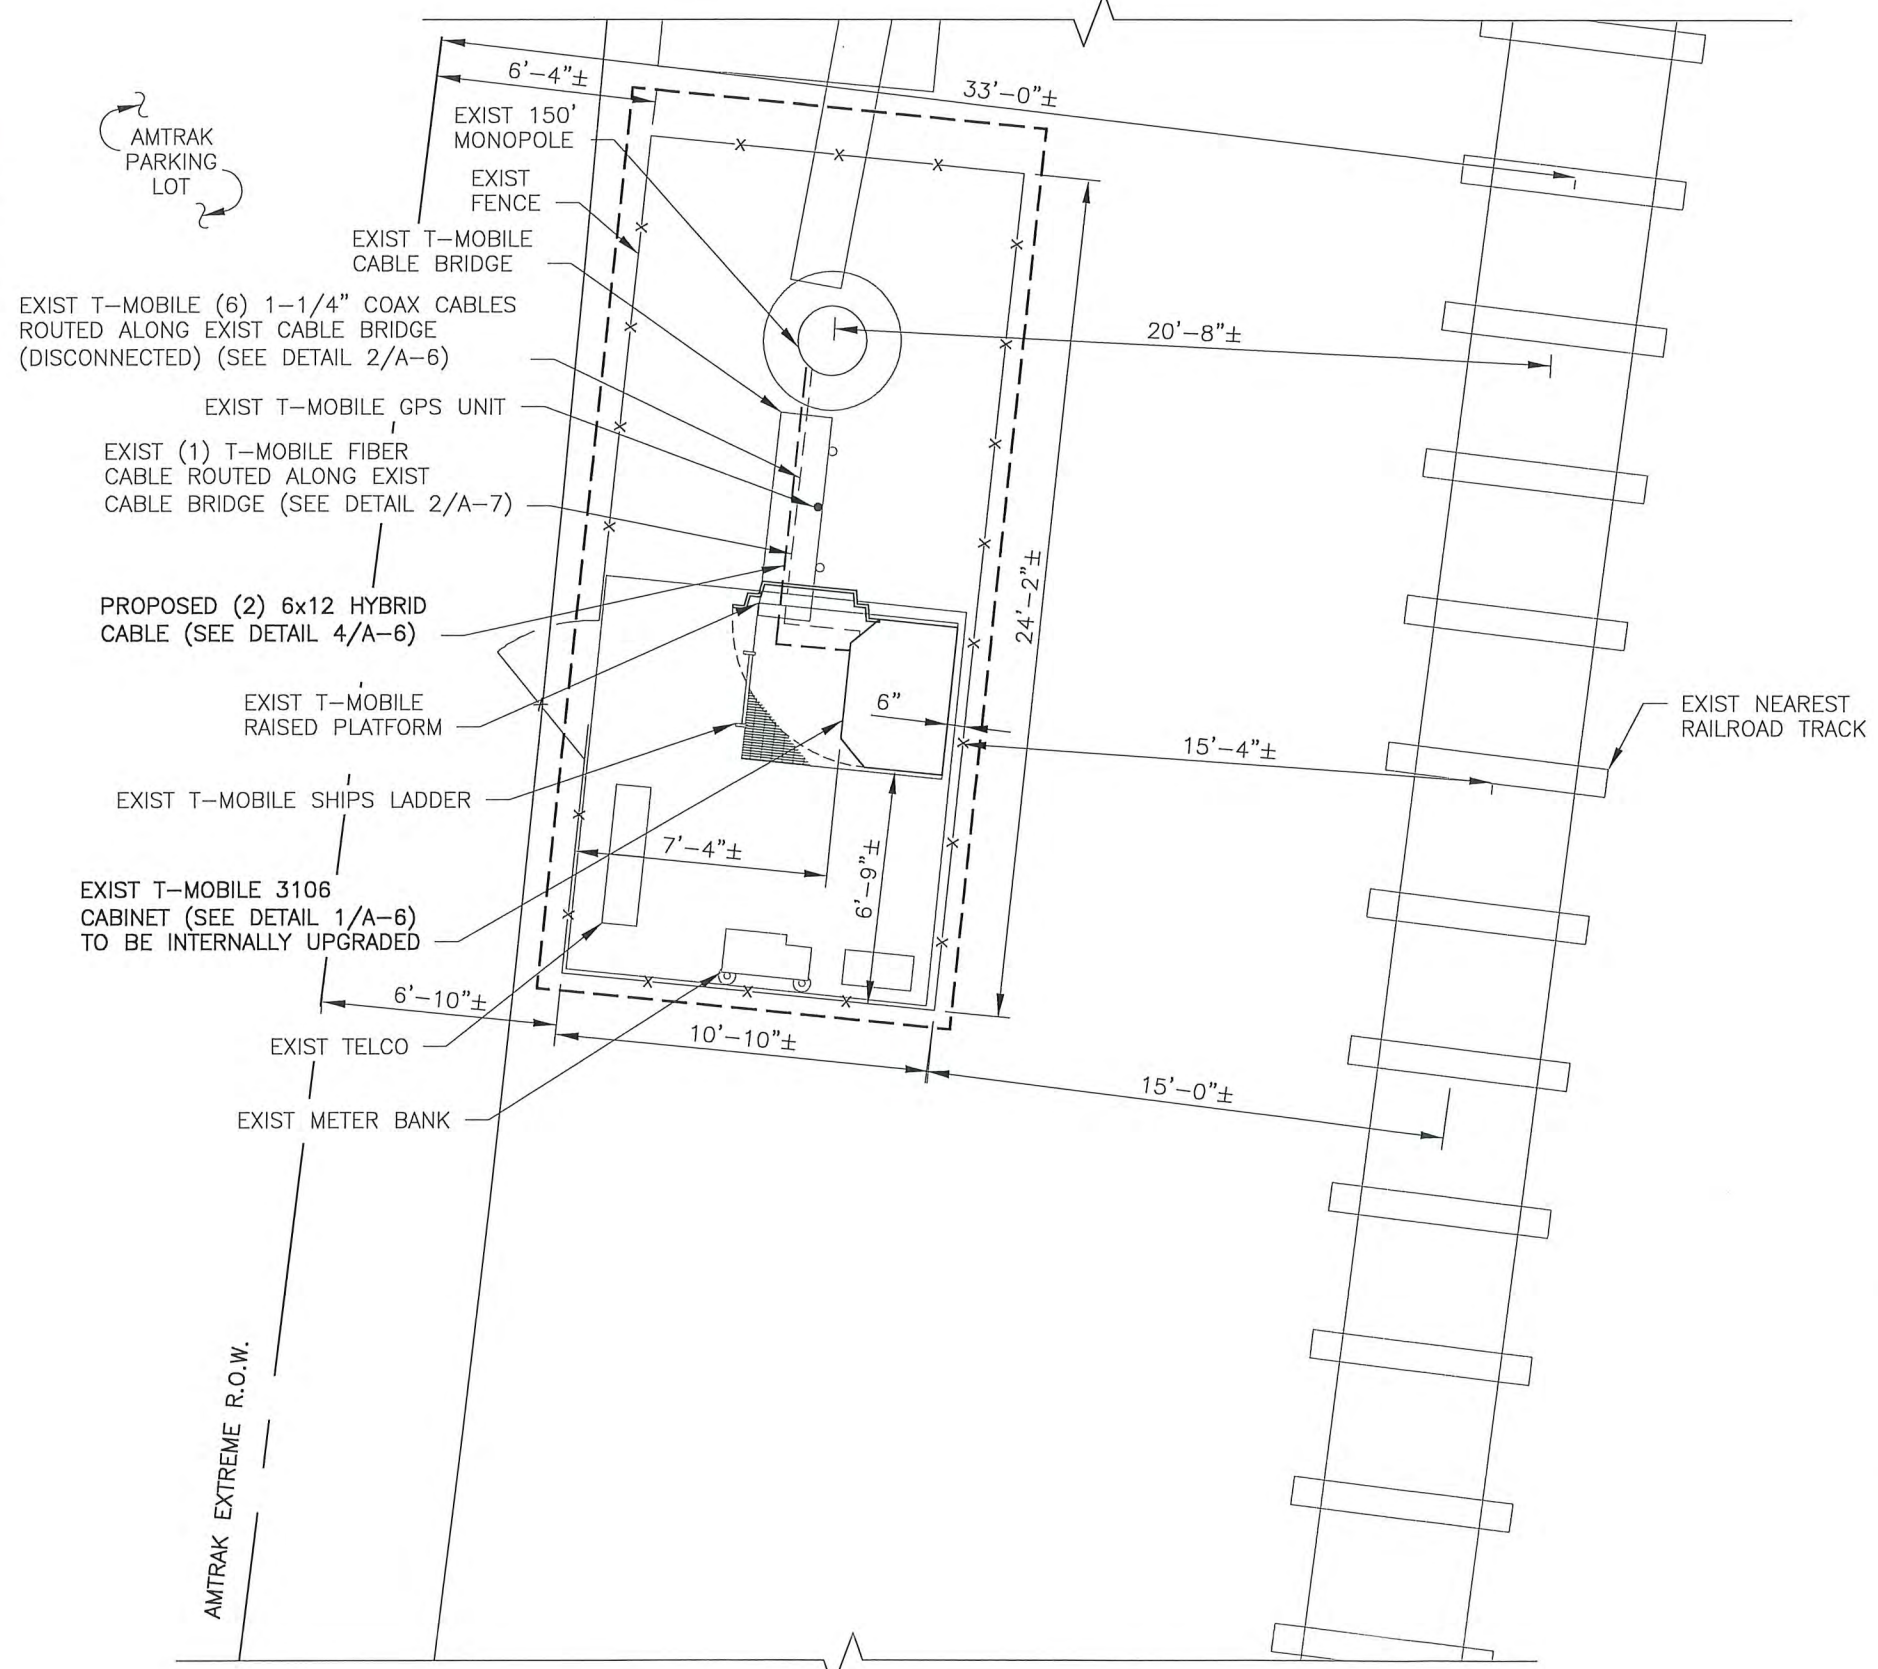 6'-4"±
33'-0"±
AMTRAK
PARKING
LOT
EXIST 150'
MONOPOLE
EXIST
FENCE
EXIST T-MOBILE
CABLE BRIDGE
EXIST T-MOBILE (6) 1-1/4" COAX CABLES
ROUTED ALONG EXIST CABLE BRIDGE
(DISCONNECTED) (SEE DETAIL 2/A-6)
20'-8"±
EXIST T-MOBILE GPS UNIT
EXIST (1) T-MOBILE FIBER
CABLE ROUTED ALONG EXIST
CABLE BRIDGE (SEE DETAIL 2/A-7)
24'-2"±
PROPOSED (2) 6x12 HYBRID
CABLE (SEE DETAIL 4/A-6)
EXIST T-MOBILE
RAISED PLATFORM
6"
EXIST NEAREST
RAILROAD TRACK
15'-4"±
EXIST T-MOBILE SHIPS LADDER
7'-4"±
6'-9"±
EXIST T-MOBILE 3106
CABINET (SEE DETAIL 1/A-6)
TO BE INTERNALLY UPGRADED
6'-10"±
EXIST TELCO
10'-10"±
15'-0"±
EXIST METER BANK
AMTRAK EXTREME R.O.W.